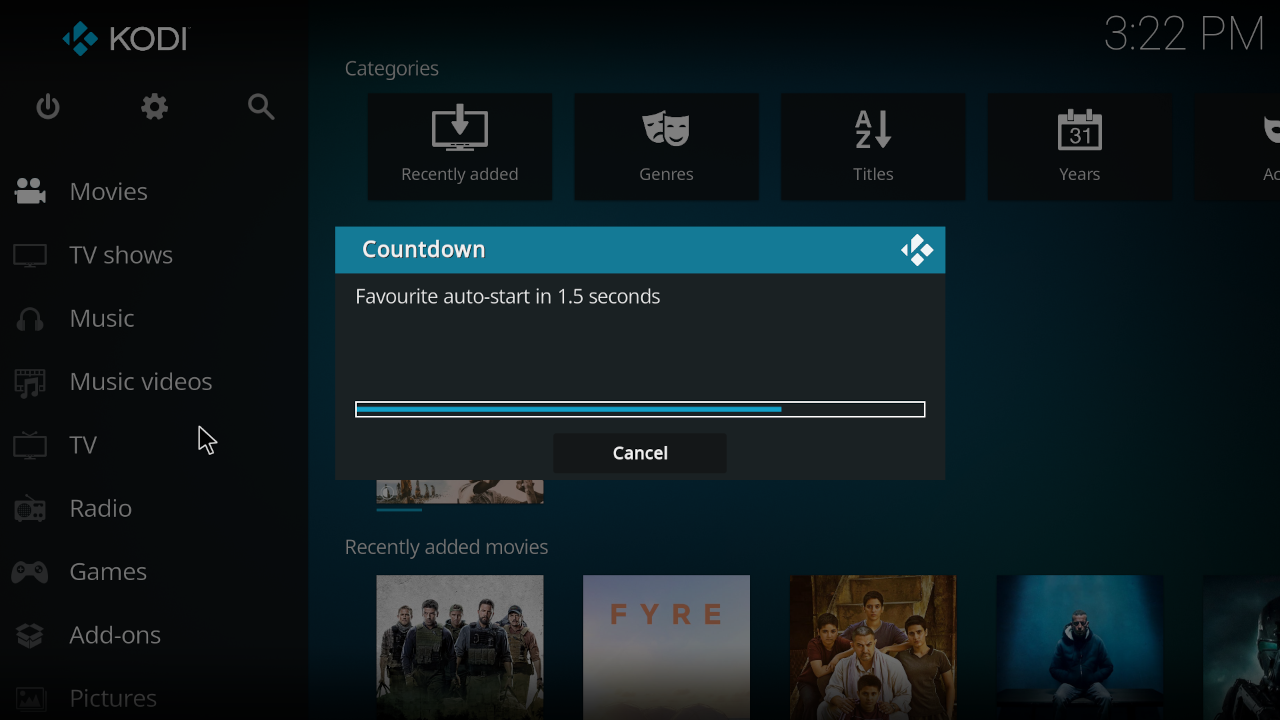 KODI
3:22 PM
Categories
Recently added
Genres
A
Z
Titles
31
Years
Ac
Movies
TV shows
Music
Music videos
TV
Radio
Games
Add-ons
Pictures
Countdown
Favourite auto-start in 1.5 seconds
Cancel
Recently added movies
FYRE